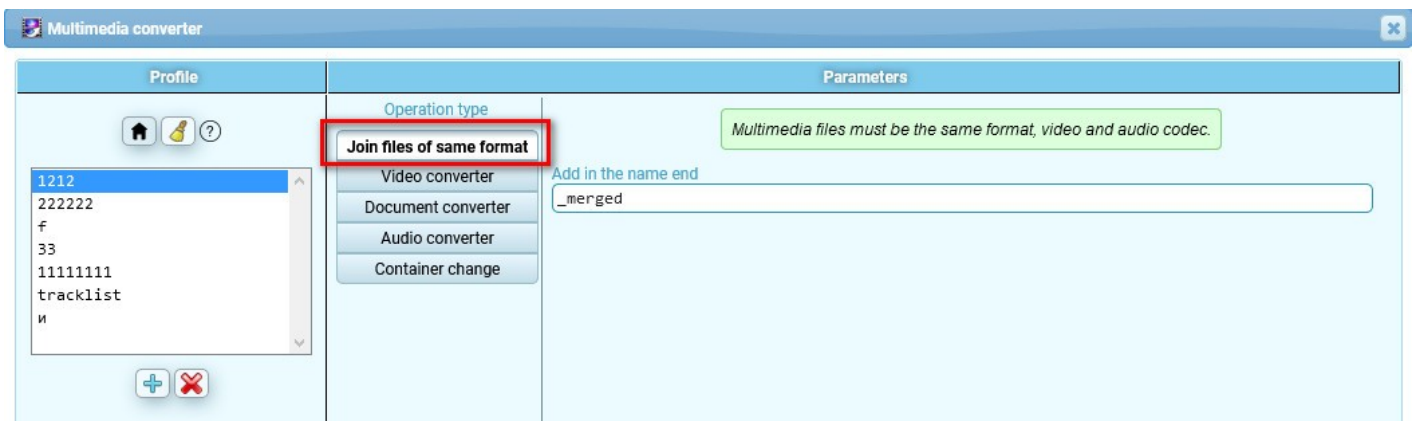 Multimedia converter
Profile
Parameters
Operation type
Join files of same format
Video converter
Document converter
Audio converter
Container change
Multimedia files must be the same format, video and audio codec.
Add in the name end
_merged
?
1212
222222
f
33
11111111
tracklist
и